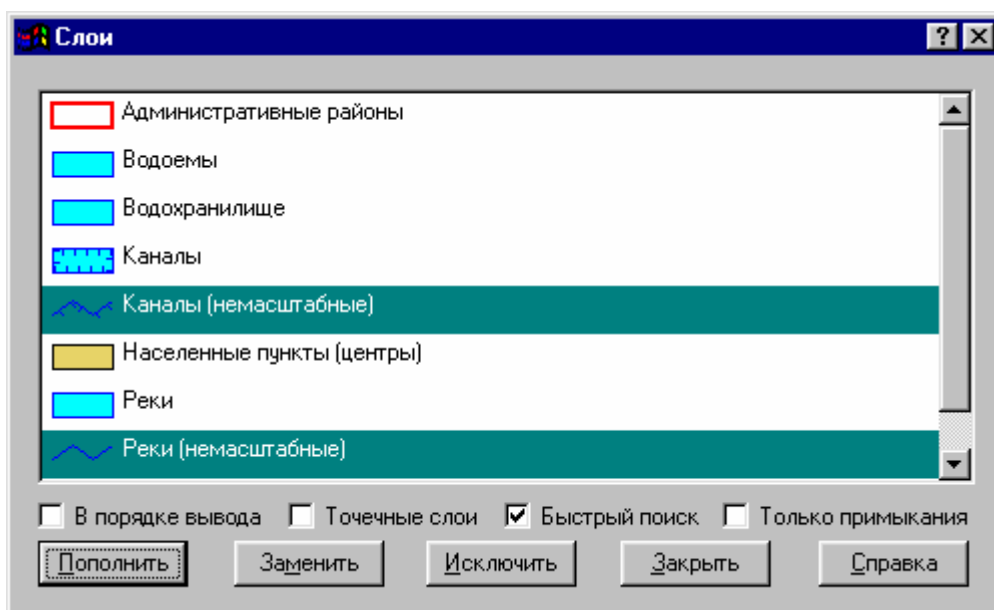 Слои
Административные районы
Водоемы
Водохранилище
Каналы
Каналы (немасштабные)
Населенные пункты (центры)
Реки
Реки (немасштабные)
В порядке вывода Точечные слои Быстрый поиск Только примыкания
Пополнить Заменить Исключить Закрыть Справка